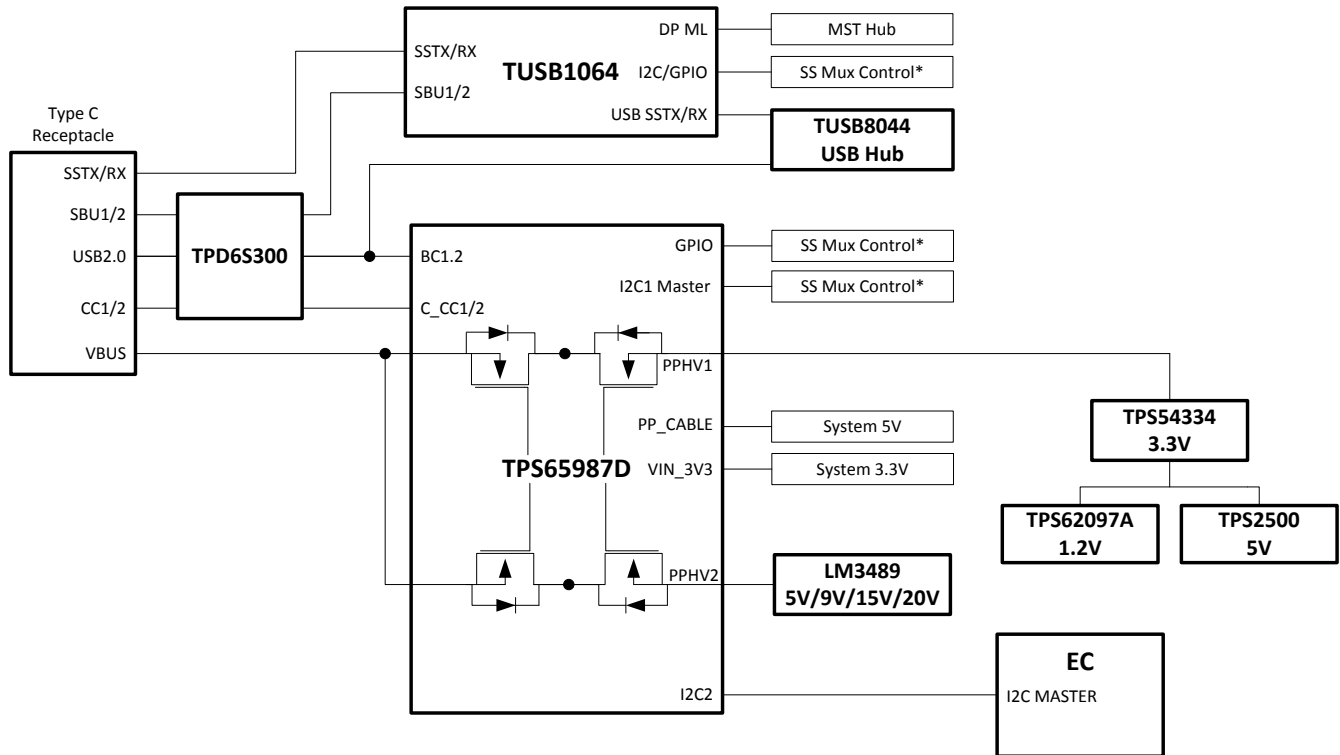 DP ML
MST Hub
SSTX/RX
TUSB1064
I2C/GPIO
SS Mux Control*
SBU1/2
USB SSTX/RX
TUSB8044
USB Hub
Type C
Receptacle
SSTX/RX
SBU1/2
TPD6S300
USB2.0
CC1/2
VBUS
BC1.2
GPIO
SS Mux Control*
I2C1 Master
SS Mux Control*
C_CC1/2
PPHV1
TPS54334
3.3V
PP_CABLE
System 5V
TPS65987D
VIN_3V3
System 3.3V
TPS62097A
1.2V
TPS2500
5V
PPHV2
LM3489
5V/9V/15V/20V
EC
I2C2
I2C MASTER